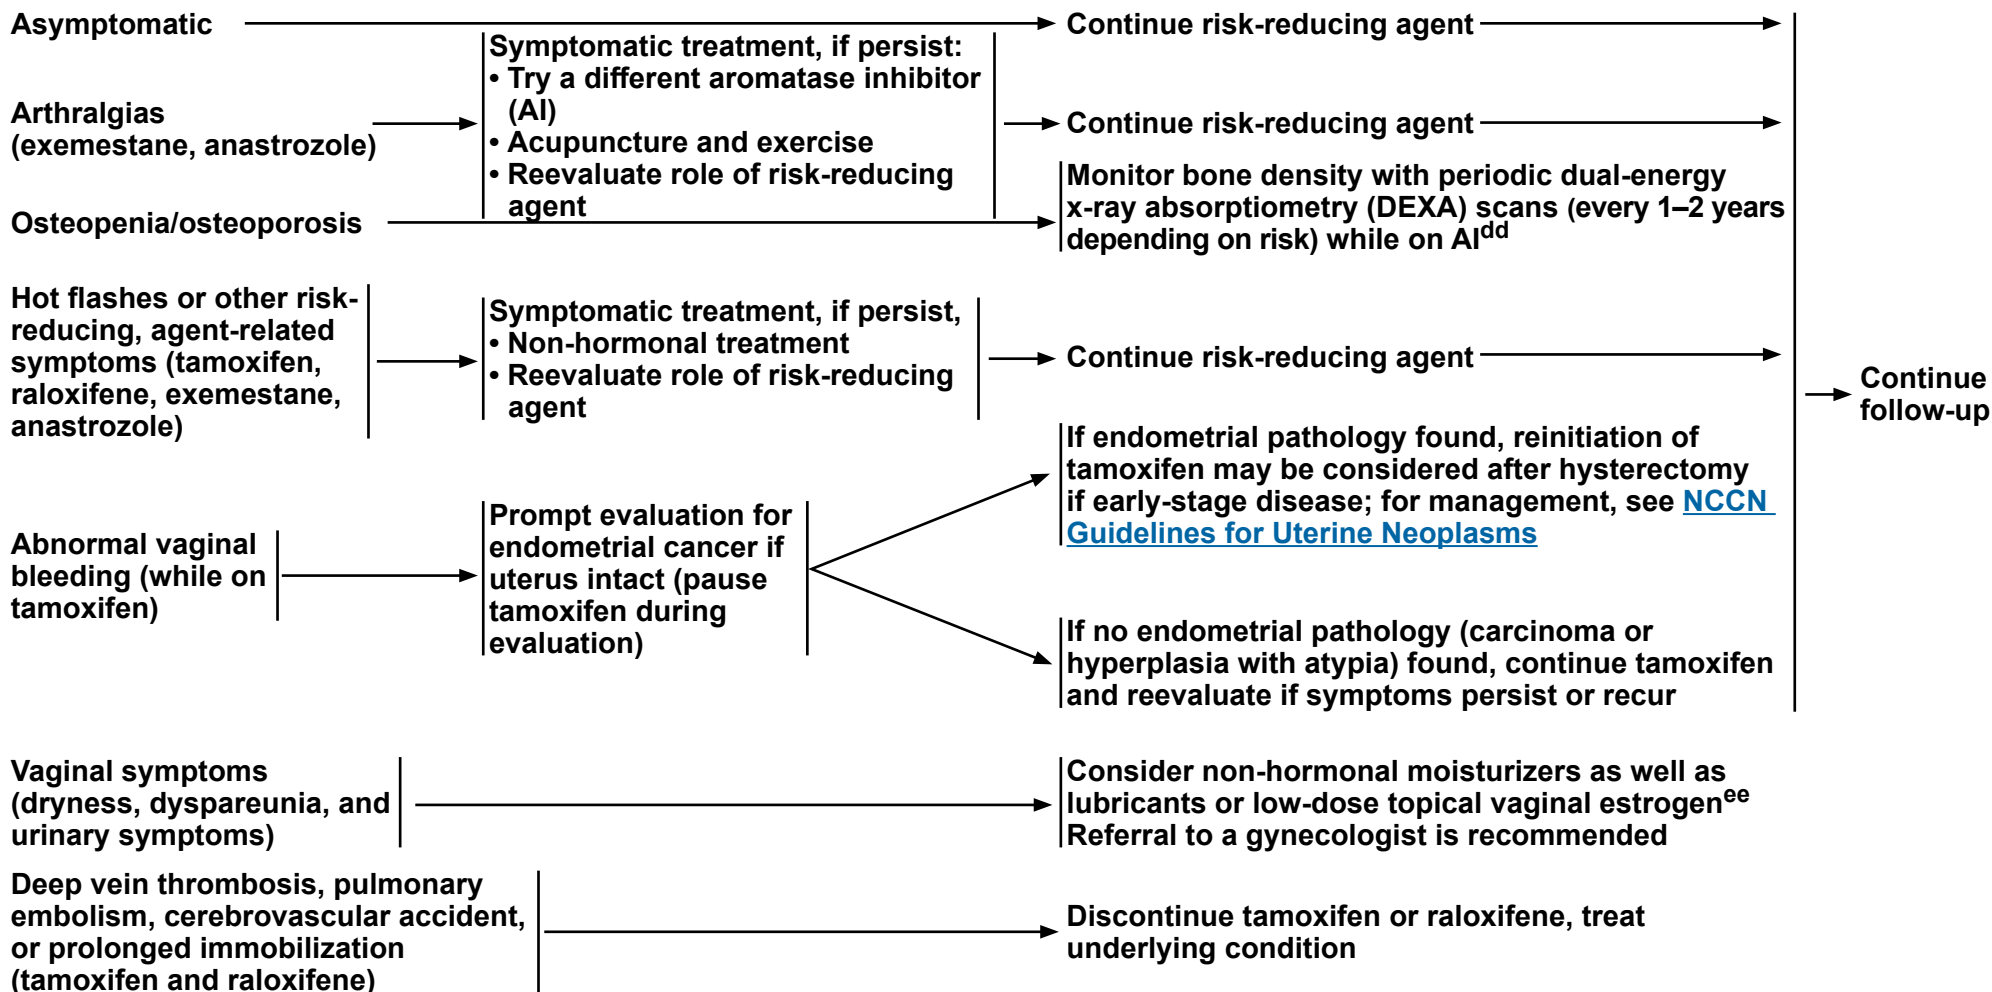 Asymptomatic
Continue risk-reducing agent
Arthralgias
(exemestane, anastrozole)
Symptomatic treatment, if persist:
• Try a different aromatase inhibitor
(AI)
• Acupuncture and exercise
• Reevaluate role of risk-reducing
agent
Continue risk-reducing agent
Osteopenia/osteoporosis
Monitor bone density with periodic dual-energy
x-ray absorptiometry (DEXA) scans (every 1–2 years
depending on risk) while on AIdd
Hot flashes or other risk-
reducing, agent-related
symptoms (tamoxifen,
raloxifene, exemestane,
anastrozole)
Symptomatic treatment, if persist,
• Non-hormonal treatment
• Reevaluate role of risk-reducing
agent
Continue risk-reducing agent
Abnormal vaginal
bleeding (while on
tamoxifen)
Prompt evaluation for
endometrial cancer if
uterus intact (pause
tamoxifen during
evaluation)
If endometrial pathology found, reinitiation of
tamoxifen may be considered after hysterectomy
if early-stage disease; for management, see NCCN
Guidelines for Uterine Neoplasms
If no endometrial pathology (carcinoma or
hyperplasia with atypia) found, continue tamoxifen
and reevaluate if symptoms persist or recur
Continue
follow-up
Vaginal symptoms
(dryness, dyspareunia, and
urinary symptoms)
Consider non-hormonal moisturizers as well as
lubricants or low-dose topical vaginal estrogenee
Referral to a gynecologist is recommended
Deep vein thrombosis, pulmonary
embolism, cerebrovascular accident,
or prolonged immobilization
(tamoxifen and raloxifene)
Discontinue tamoxifen or raloxifene, treat
underlying condition